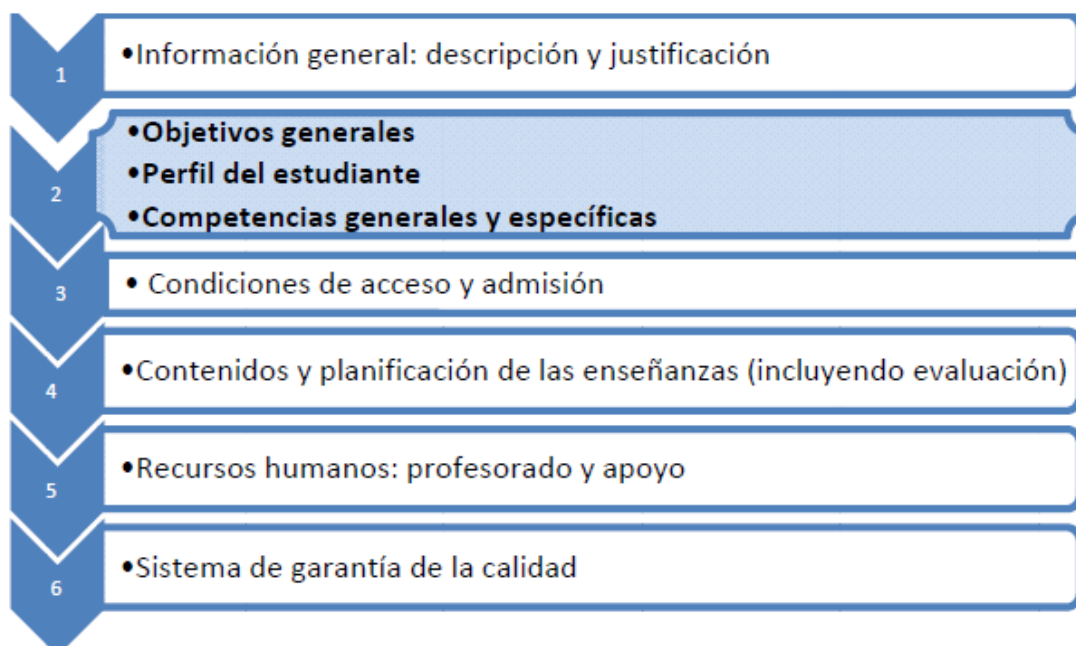 1
•Información general: descripción y justificación
2
•Objetivos generales
•Perfil del estudiante
•Competencias generales y específicas
3
• Condiciones de acceso y admisión
4
•Contenidos y planificación de las enseñanzas (incluyendo evaluación)
5
•Recursos humanos: profesorado y apoyo
6
•Sistema de garantía de la calidad